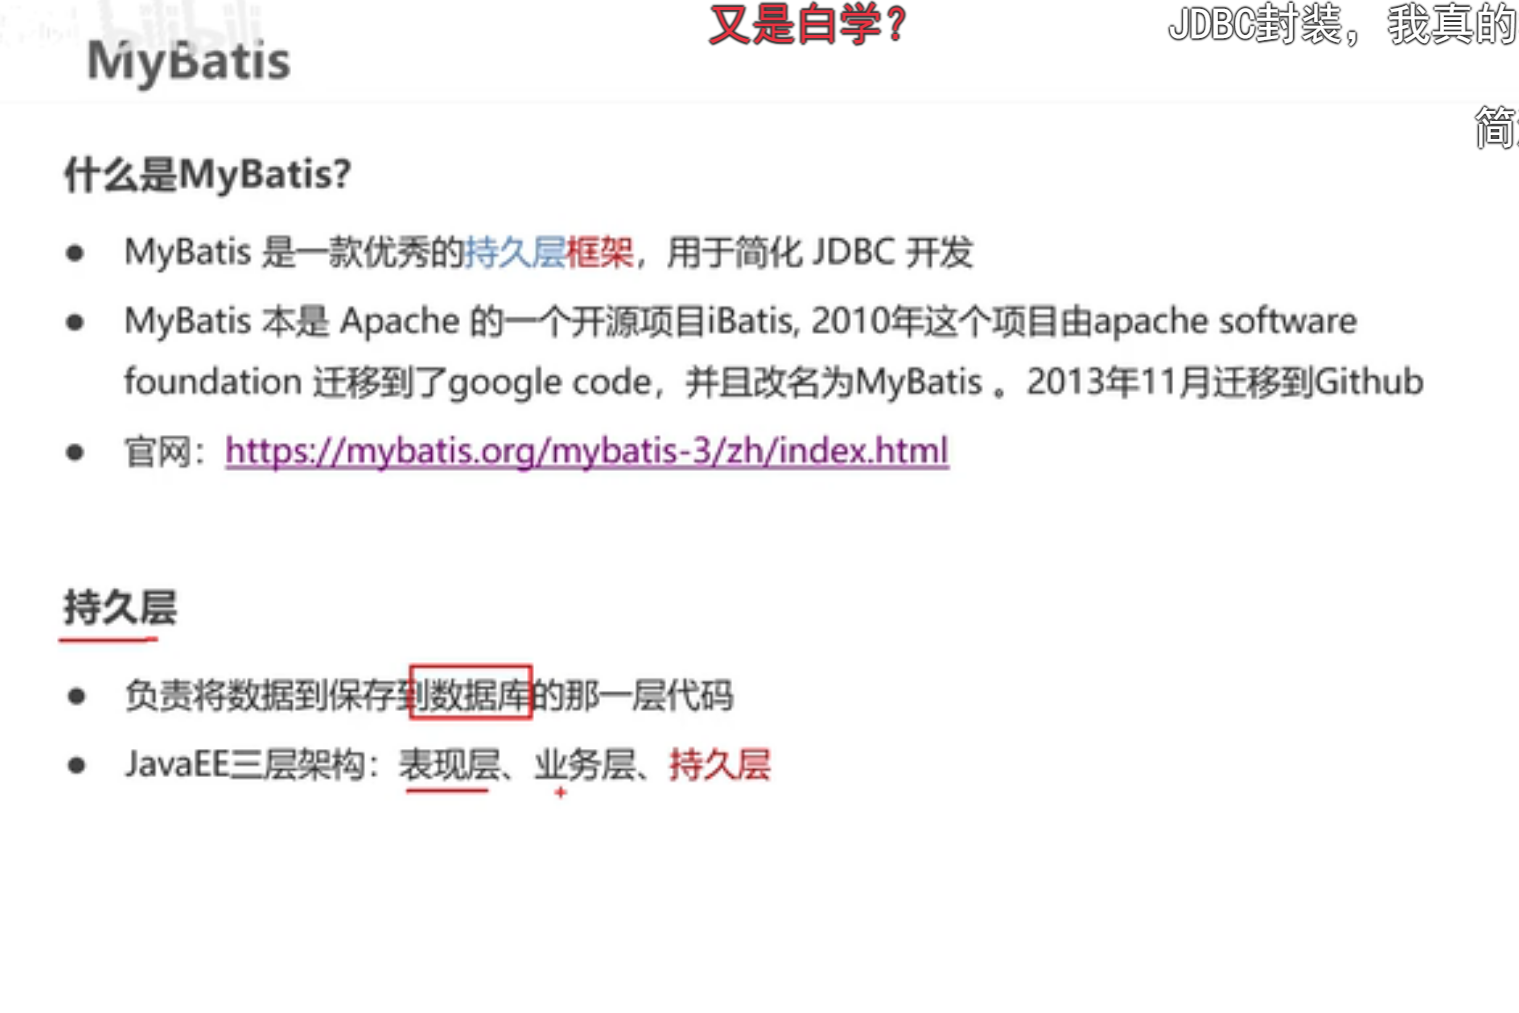 又是白学？
JDBC封装，我真的
MyBatis
什么是MyBatis?
● MyBatis 是一款优秀的持久层框架，用于简化 JDBC 开发
● MyBatis 本是 Apache 的一个开源项目iBatis, 2010年这个项目由apache software
foundation 迁移到了google code，并且改名为MyBatis 。2013年11月迁移到Github
● 官网：https://mybatis.org/mybatis-3/zh/index.html
持久层
● 负责将数据到保存到数据库的那一层代码
● JavaEE三层架构：表现层、业务层、持久层